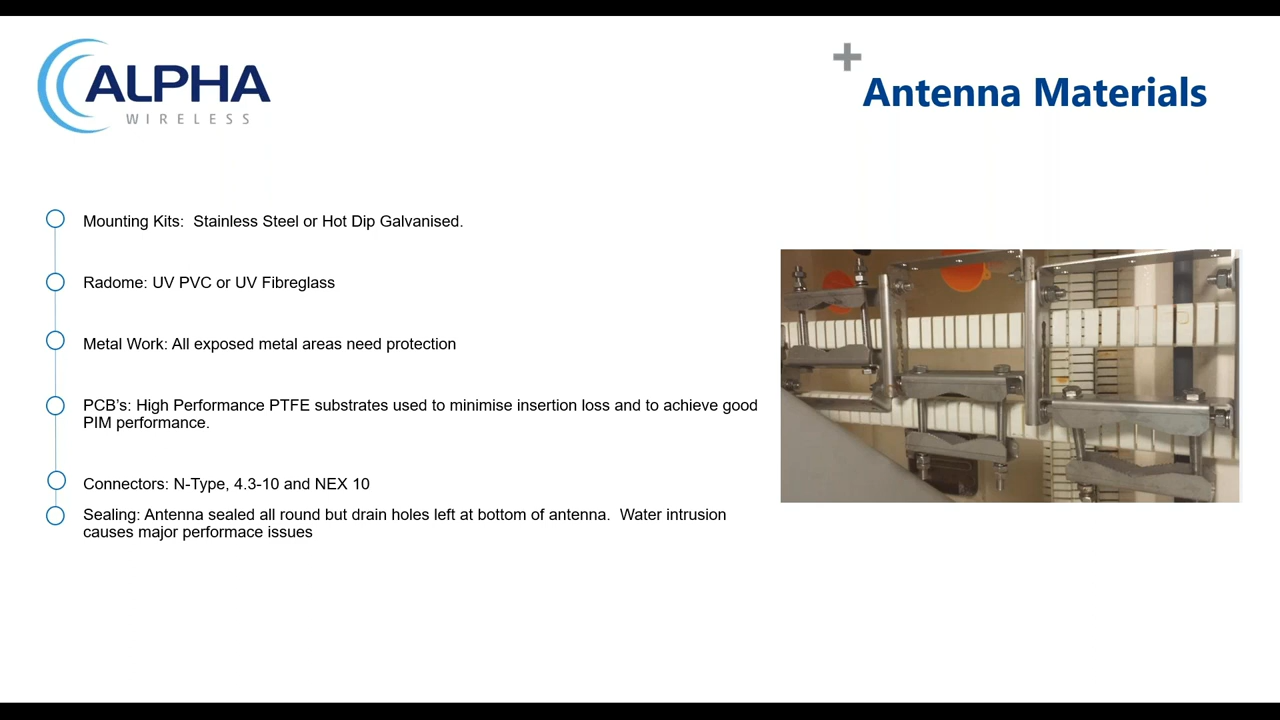 ALPHA
WIRELESS
Antenna Materials
Mounting Kits:  Stainless Steel or Hot Dip Galvanised.
Radome: UV PVC or UV Fibreglass
Metal Work: All exposed metal areas need protection
PCB's: High Performance PTFE substrates used to minimise insertion loss and to achieve good
PIM performance.
Connectors: N-Type, 4.3-10 and NEX 10
Sealing: Antenna sealed all round but drain holes left at bottom of antenna.  Water intrusion
causes major performace issues